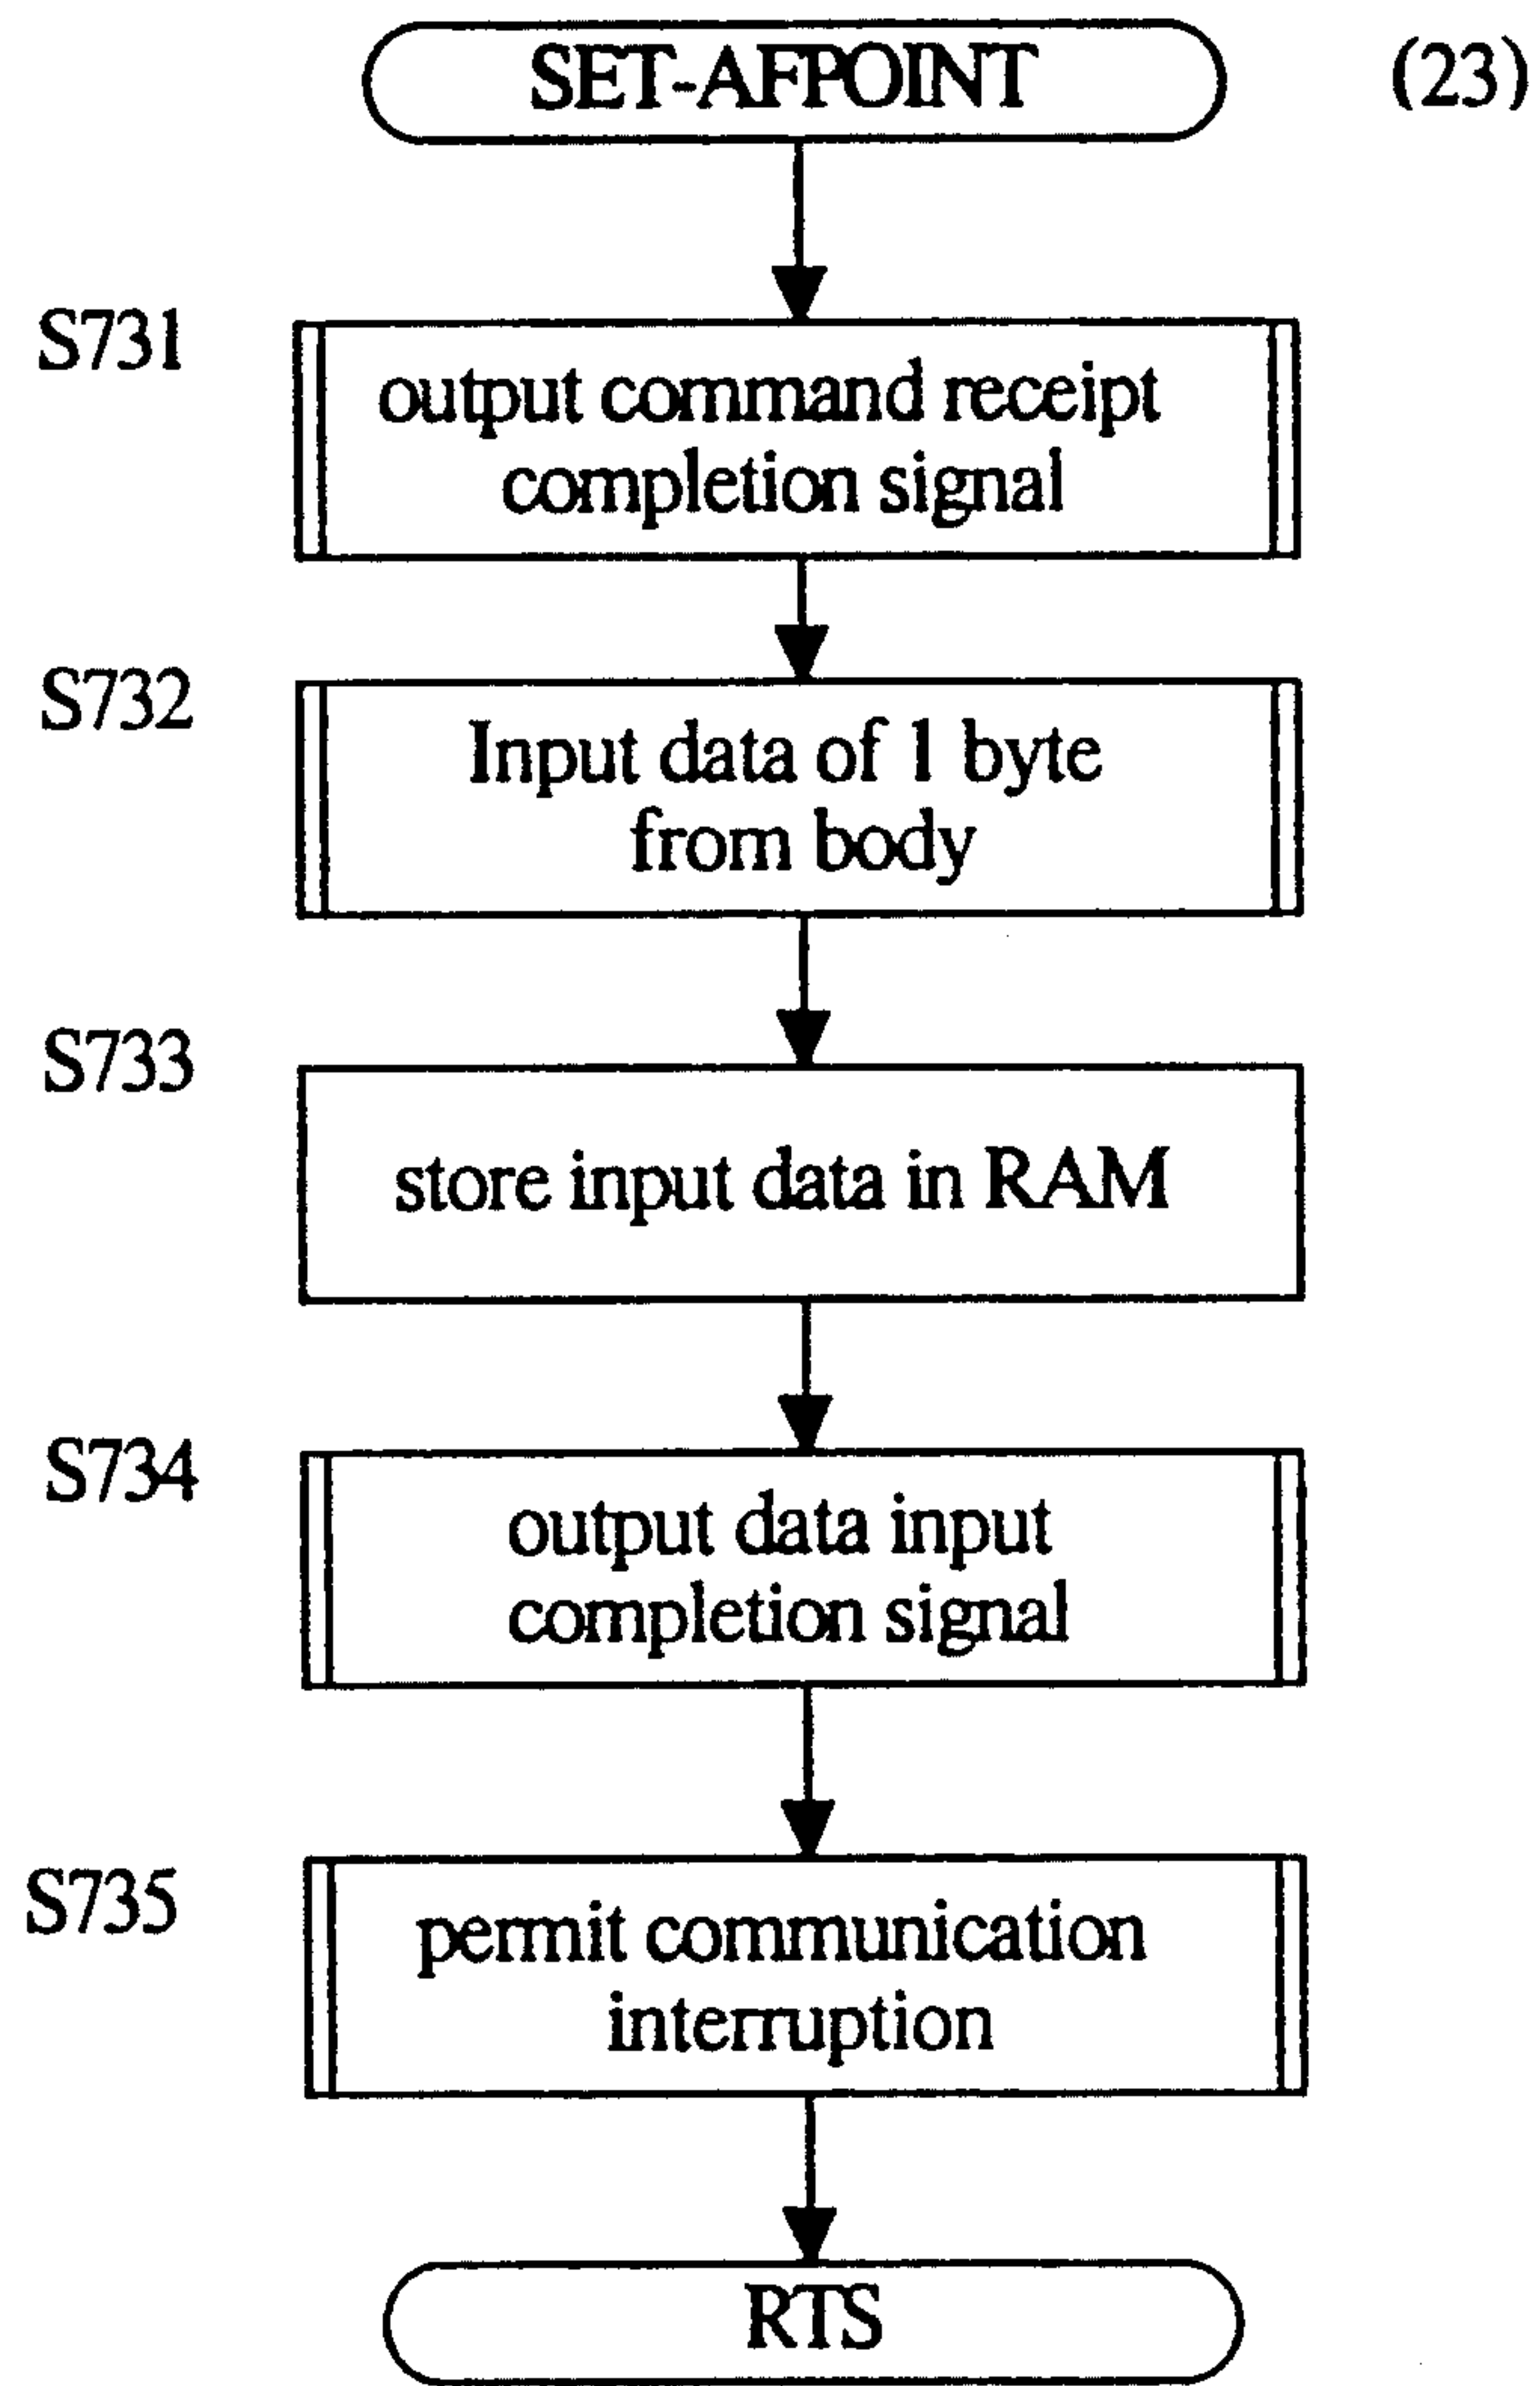 SET-AFPOINT
(23)
S731
output command receipt
completion signal
S732
Input data of 1 byte
from body
S733
store input data in RAM
S734
output data input
completion signal
S735
permit communication
interruption
RTS